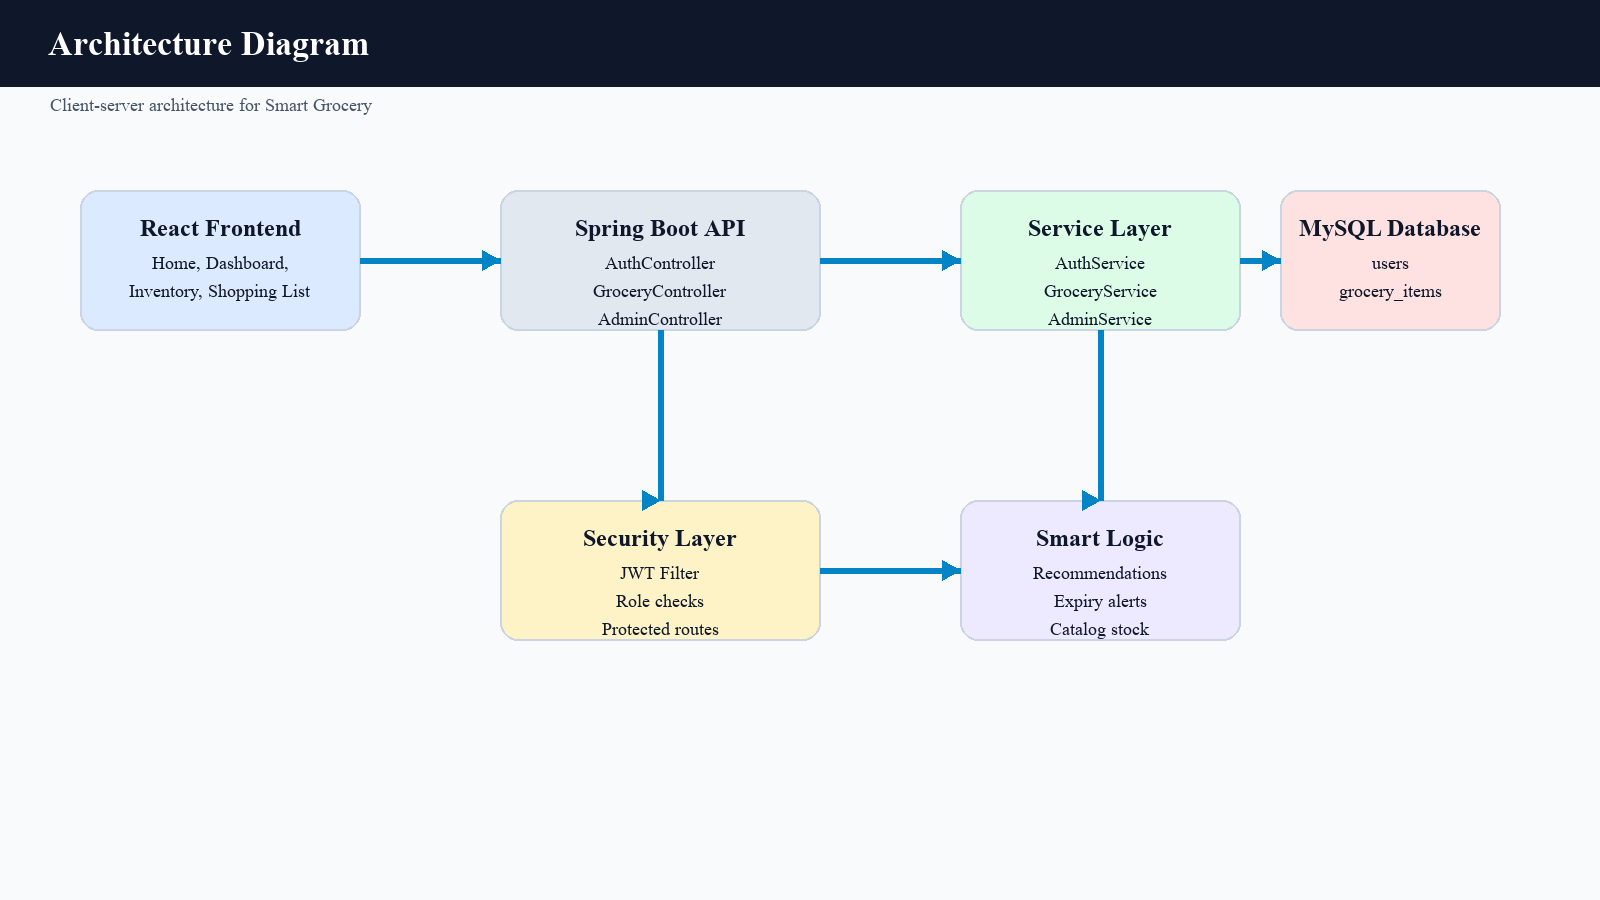 Architecture Diagram
Client-server architecture for Smart Grocery
React Frontend
Home, Dashboard,
Inventory, Shopping List
Spring Boot API
AuthController
GroceryController
AdminController
Service Layer
AuthService
GroceryService
AdminService
MySQL Database
users
grocery_items
Security Layer
JWT Filter
Role checks
Protected routes
Smart Logic
Recommendations
Expiry alerts
Catalog stock